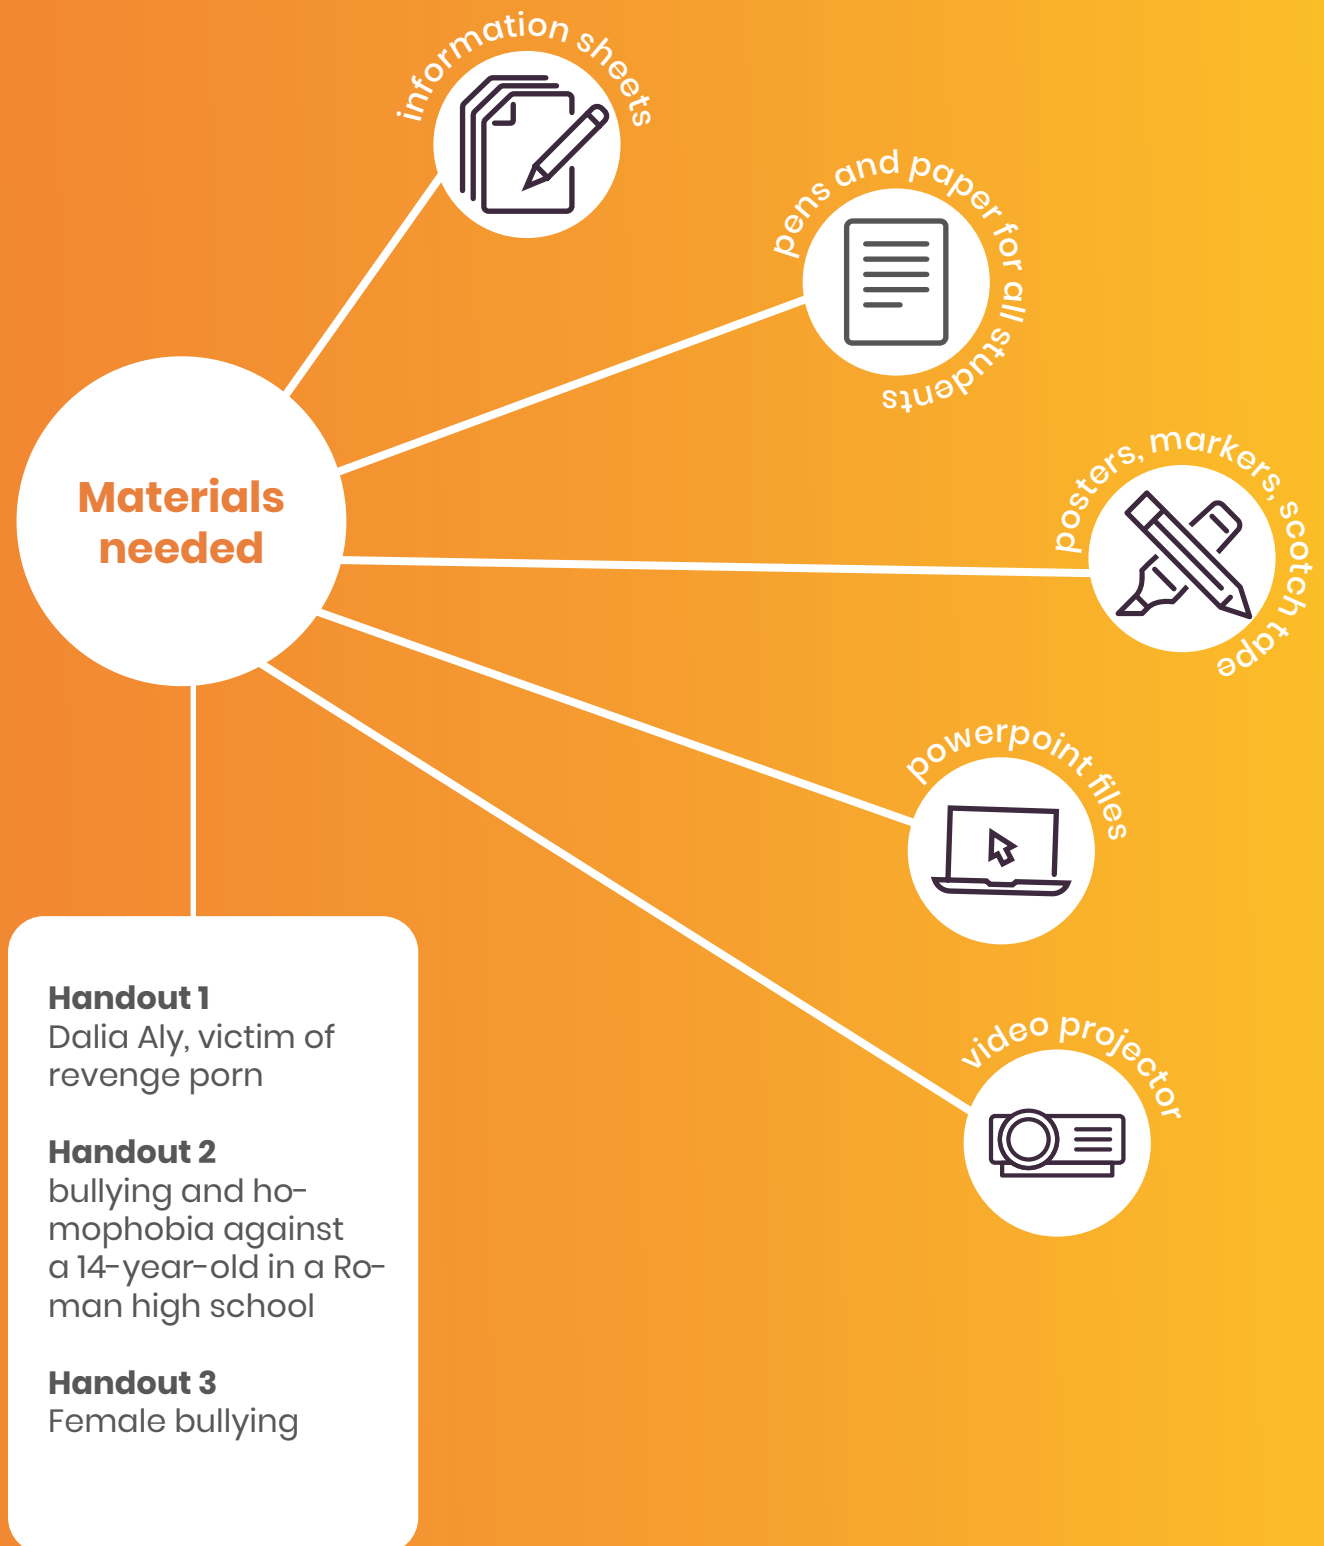 information sheets
pens and paper for all students
Materials
needed
posters, markers, scotch tape
powerpoint files
Handout 1
Dalia Aly, victim of
revenge porn
Handout 2
bullying and ho-
mophobia against
a 14-year-old in a Ro-
man high school
Handout 3
Female bullying
video projector